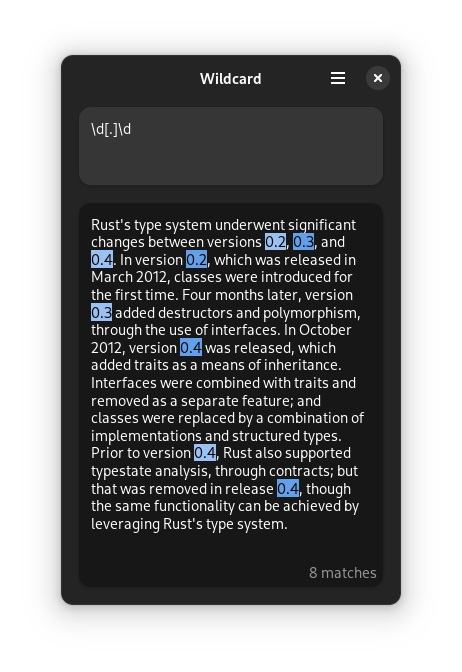 Wildcard
\d[.]\d
Rust's type system underwent significant
changes between versions 0.2, 0.3, and
0.4. In version 0.2, which was released in
March 2012, classes were introduced for
the first time. Four months later, version
0.3 added destructors and polymorphism,
through the use of interfaces. In October
2012, version 0.4 was released, which
added traits as a means of inheritance.
Interfaces were combined with traits and
removed as a separate feature; and
classes were replaced by a combination of
implementations and structured types.
Prior to version 0.4, Rust also supported
typestate analysis, through contracts; but
that was removed in release 0.4, though
the same functionality can be achieved by
leveraging Rust's type system.
8 matches